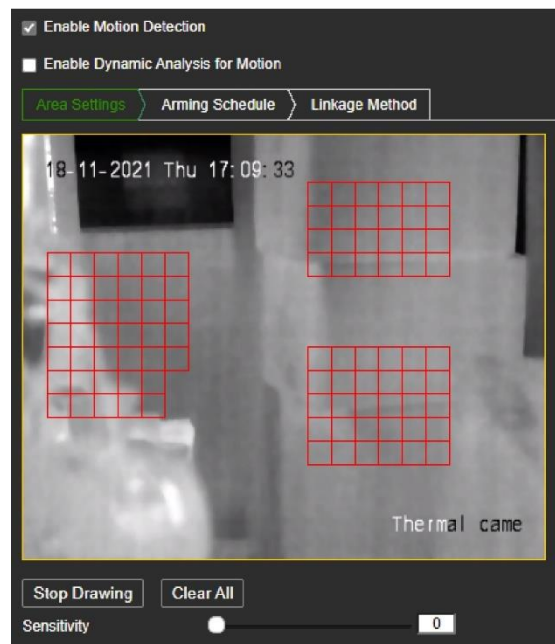 Enable Motion Detection
Enable Dynamic Analysis for Motion
Area Settings Arming Schedule Linkage Method
18-11-2021 Thu 17:09:33
Thermal came
Stop Drawing Clear All
Sensitivity 0